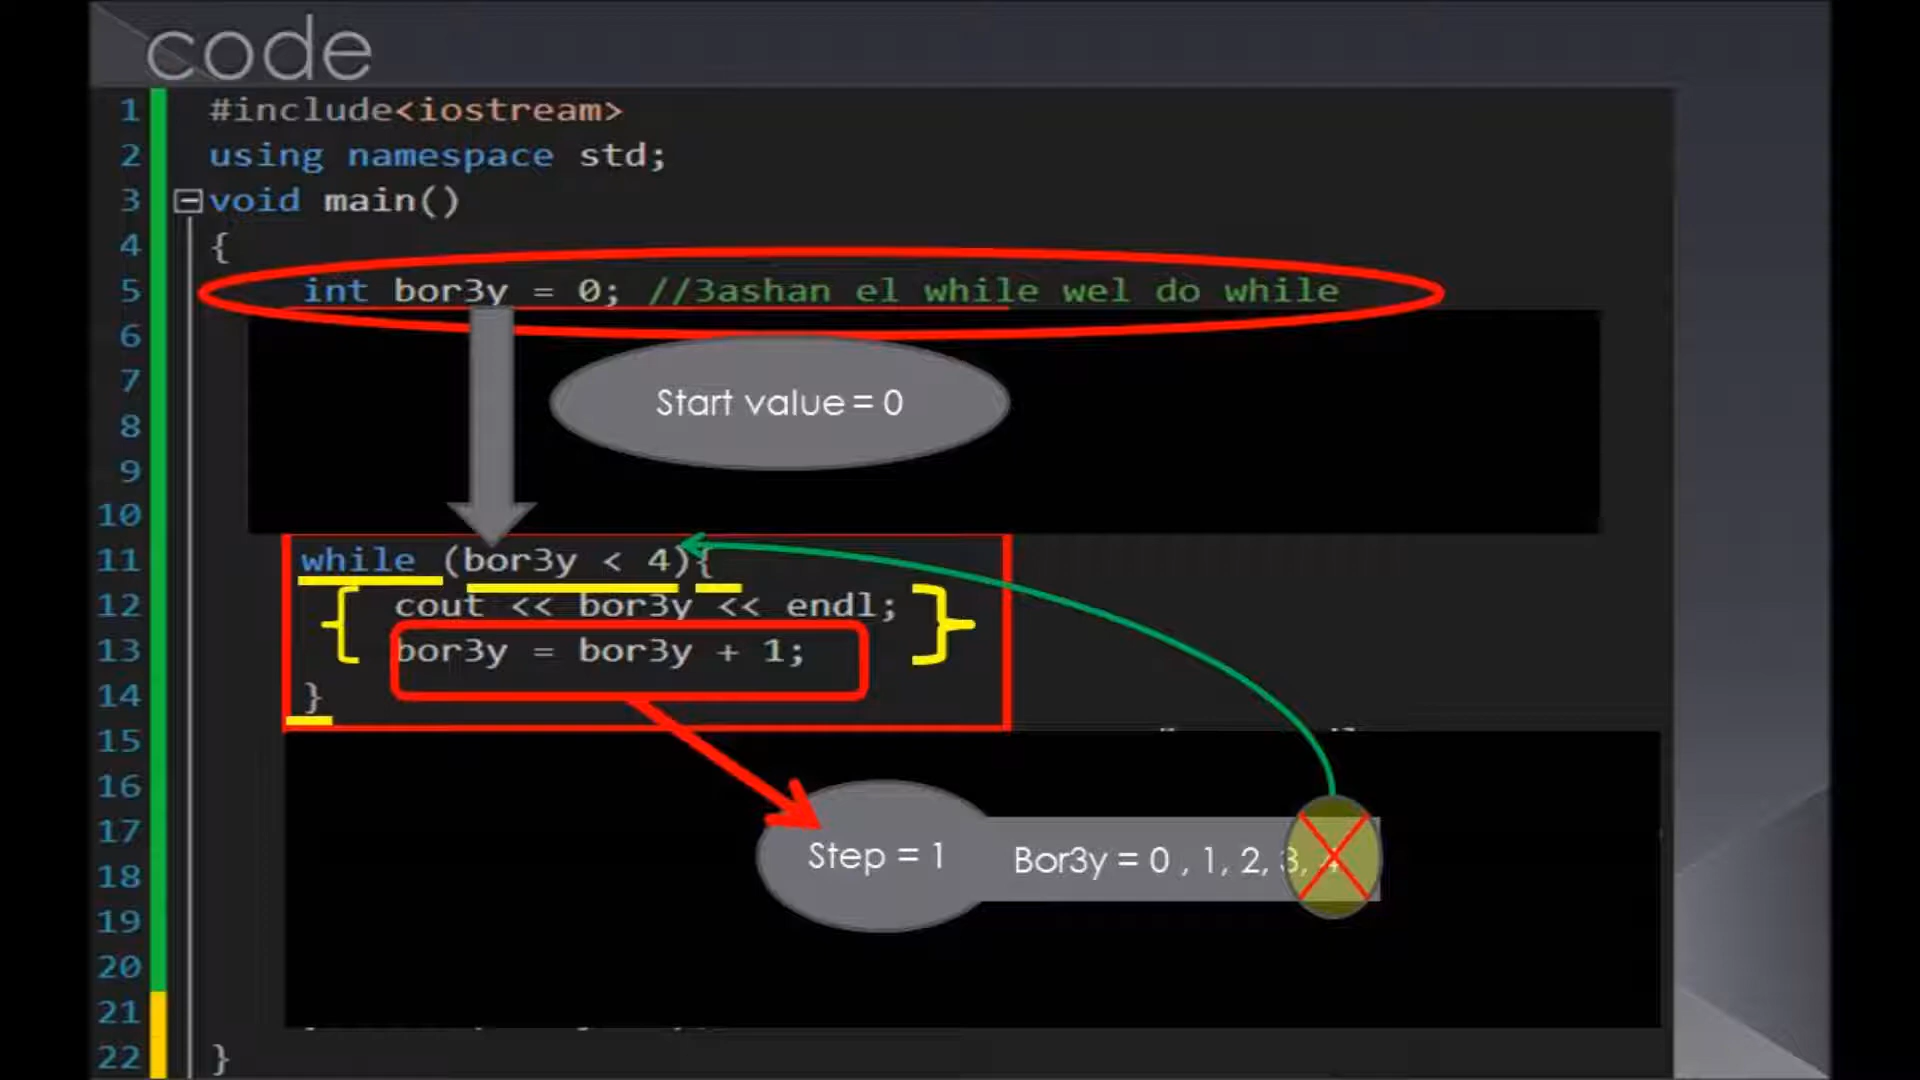 code
1 #include<iostream>
2 using namespace std;
3 void main()
4 {
5 int bor3y = 0; //3ashan el while wel do while
6
Start value = 0
7
8
9
10
11 while (bor3y < 4){
12 cout << bor3y << endl;
13 bor3y = bor3y + 1;
14 }
15
16
17
Step = 1 Bor3y = 0 , 1, 2, 3, 4
18
19
20
21
22 }